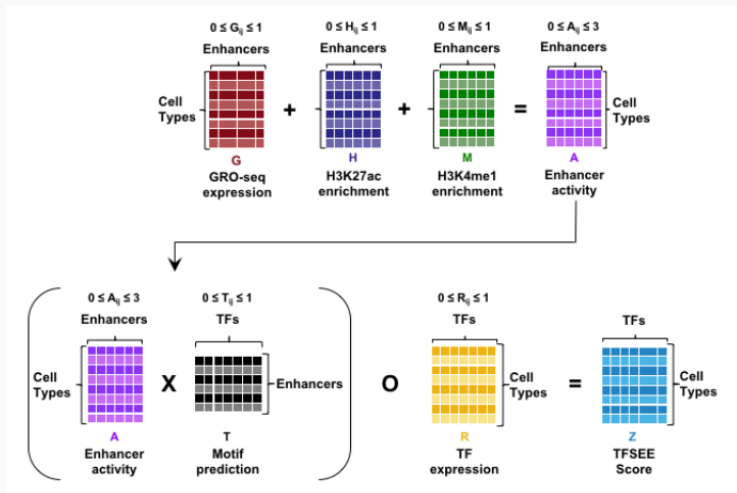 0 ≤ Gij ≤ 1 0 ≤ Hij ≤ 1 0 ≤ Mij ≤ 1 0 ≤ Aij ≤ 3
Enhancers Enhancers Enhancers Enhancers
Cell Types + + = Cell Types
G H M A
GRO-seq expression H3K27ac enrichment H3K4me1 enrichment Enhancer activity
0 ≤ Aij ≤ 3 0 ≤ Tij ≤ 1 0 ≤ Rij ≤ 1
Enhancers TFs TFs TFs
Cell Types X Enhancers O Cell Types = Cell Types
A T R Z
Enhancer activity Motif prediction TF expression TFSEE Score